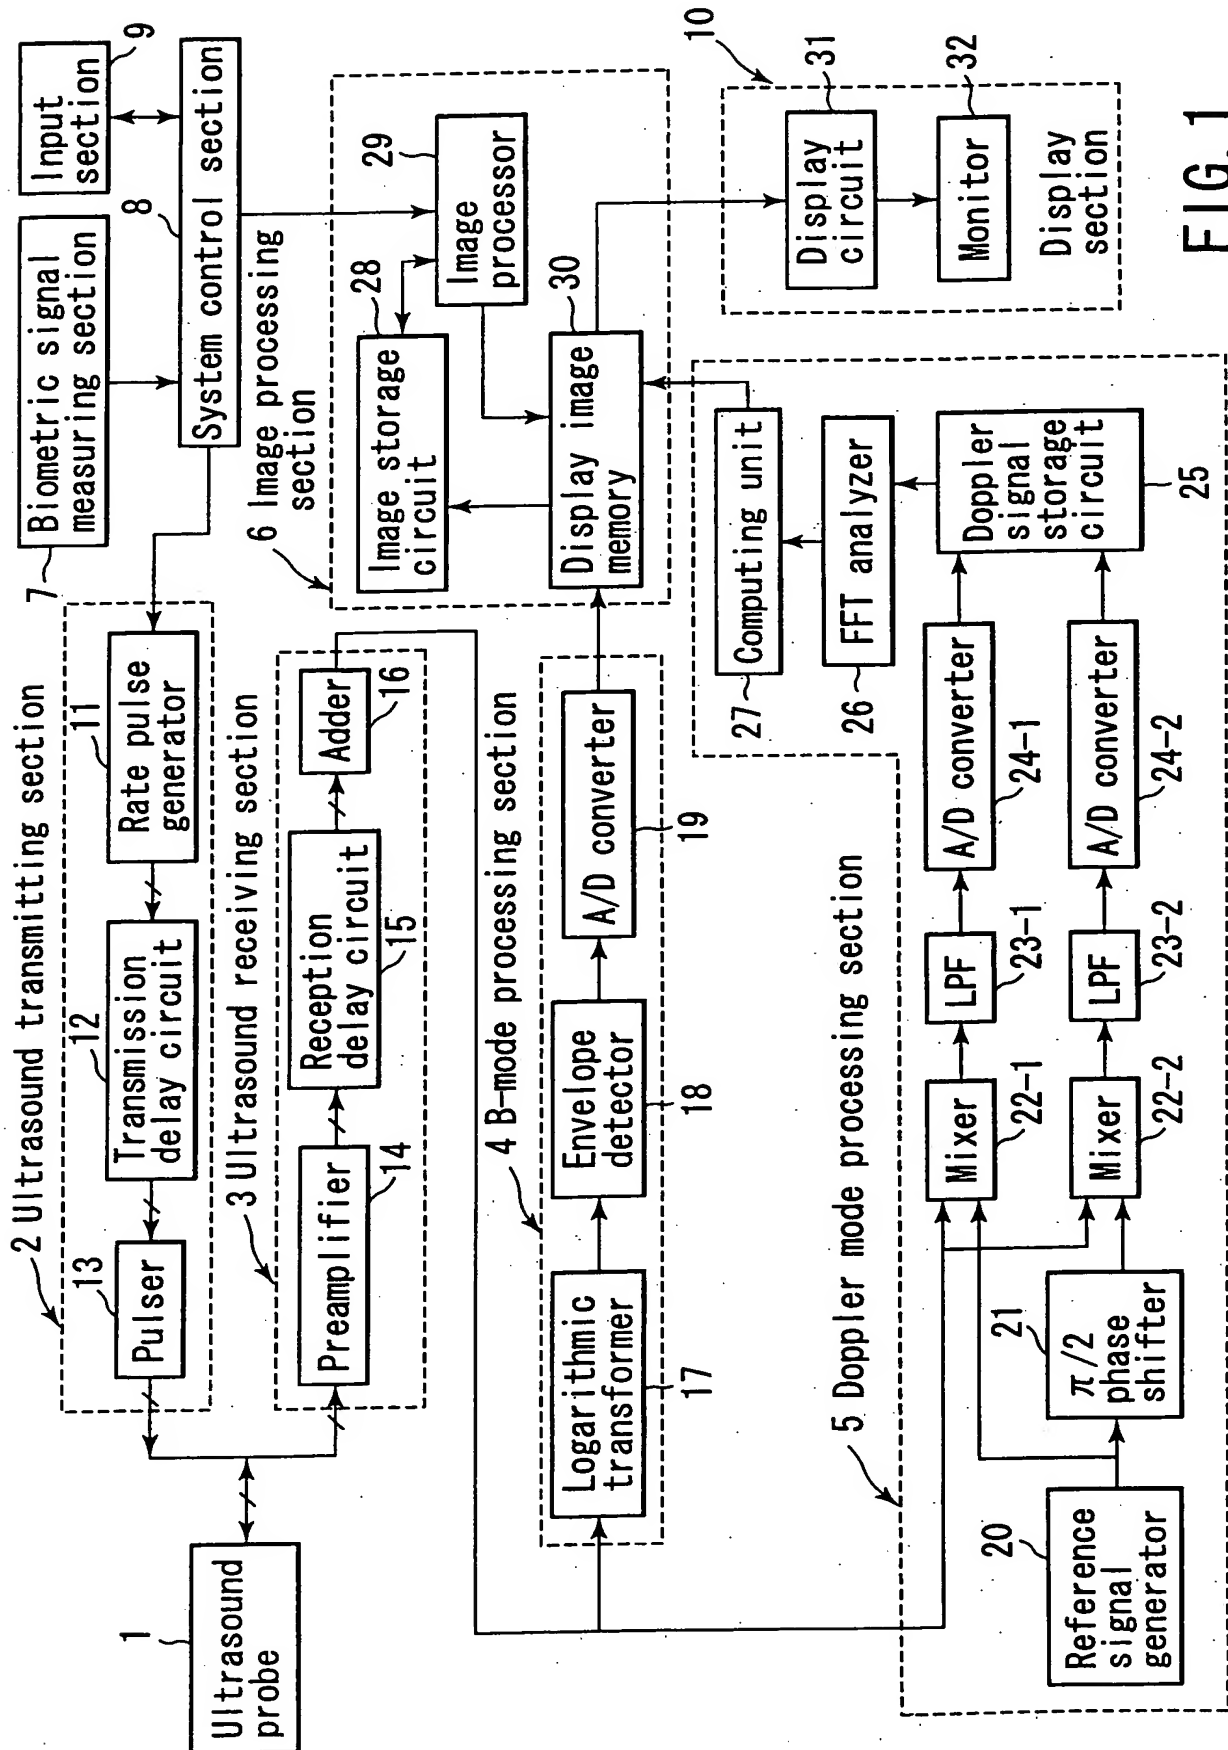 1
Ultrasound
probe
2 Ultrasound transmitting section
13
Pulser
12
Transmission
delay circuit
11
Rate pulse
generator
7
Biometric signal
measuring section
Input
section
9
8
System control section
3 Ultrasound receiving section
Preamplifier
14
Reception
delay circuit
15
Adder
16
6 Image processing
section
28
Image storage
circuit
29
Image
processor
30
Display image
memory
4 B-mode processing section
Logarithmic
transformer
17
Envelope
detector
18
A/D converter
19
10
Display
circuit
31
Monitor
32
Display
section
5 Doppler mode processing section
Computing unit
27
FFT analyzer
26
Doppler
signal
storage
circuit
25
20
Reference
signal
generator
21
π/2
phase
shifter
Mixer
22-1
LPF
23-1
A/D converter
24-1
Mixer
22-2
LPF
23-2
A/D converter
24-2
FIG. 1